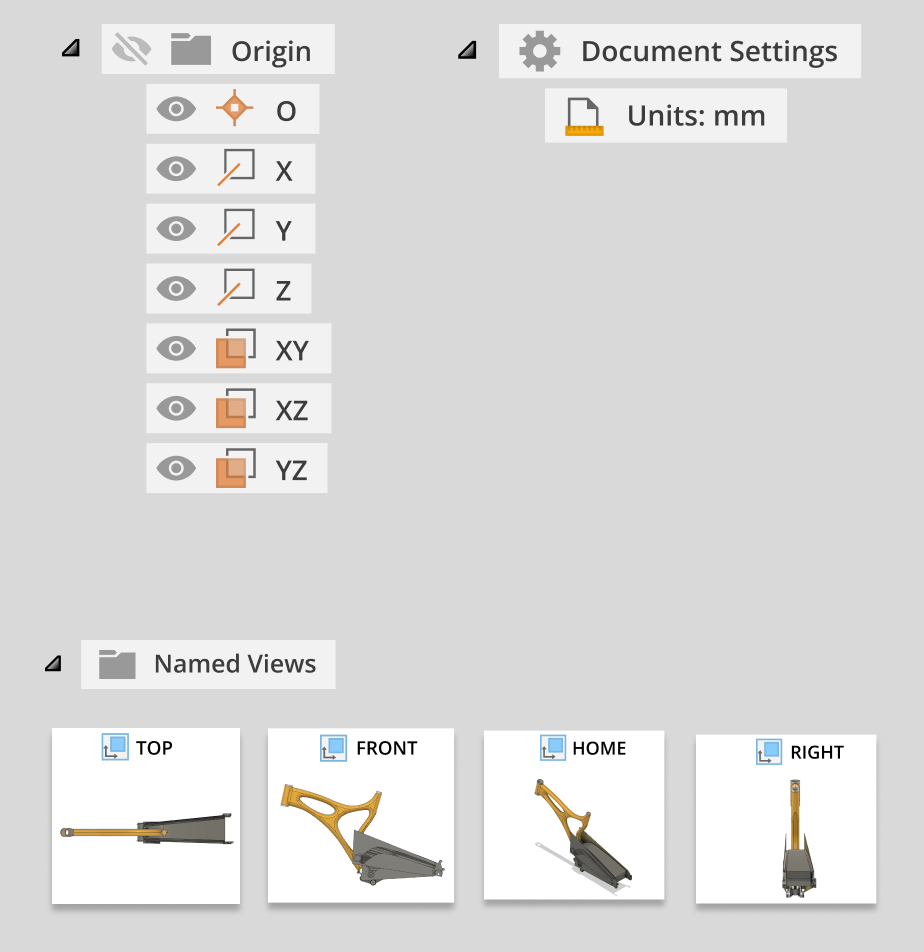 Origin
O
X
Y
Z
XY
XZ
YZ
Document Settings
Units: mm
Named Views
TOP
FRONT
HOME
RIGHT